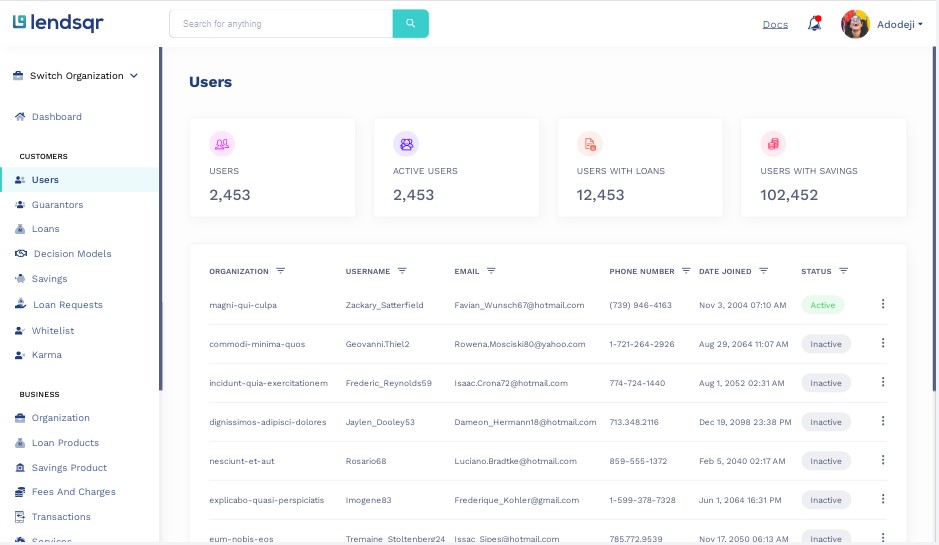 lendsqr
Search for anything
Docs
Adodeji
Switch Organization
Dashboard
CUSTOMERS
Users
Guarantors
Loans
Decision Models
Savings
Loan Requests
Whitelist
Karma
BUSINESS
Organization
Loan Products
Savings Product
Fees And Charges
Transactions
Services
Users
USERS
2,453
ACTIVE USERS
2,453
USERS WITH LOANS
12,453
USERS WITH SAVINGS
102,452
ORGANIZATION USERNAME EMAIL PHONE NUMBER DATE JOINED STATUS
magni-qui-culpa Zackary_Satterfield Favian_Wunsch67@hotmail.com (739) 946-4163 Nov 3, 2004 07:10 AM Active
commodi-minima-quos Geovanni.Thiel2 Rowena.Mosciski80@yahoo.com 1-721-264-2926 Aug 29, 2064 11:07 AM Inactive
incidunt-quia-exercitationem Frederic_Reynolds59 Isaac.Crona72@hotmail.com 774-724-1440 Aug 1, 2052 02:31 AM Inactive
dignissimos-adipisci-dolores Jaylen_Dooley53 Dameon_Hermann18@hotmail.com 713.348.2116 Dec 19, 2098 23:38 PM Inactive
nesciunt-et-aut Rosario68 Luciano.Bradtke@hotmail.com 859-555-1372 Feb 5, 2040 02:17 AM Inactive
explicabo-quasi-perspiciatis Imogene83 Frederique_Kohler@gmail.com 1-599-378-7328 Jun 1, 2064 16:31 PM Inactive
eum-nobis-eos Tremaine_Stoltenberg24 Issac_Sipes@hotmail.com 785.772.9539 Nov 17, 2050 06:13 AM Inactive